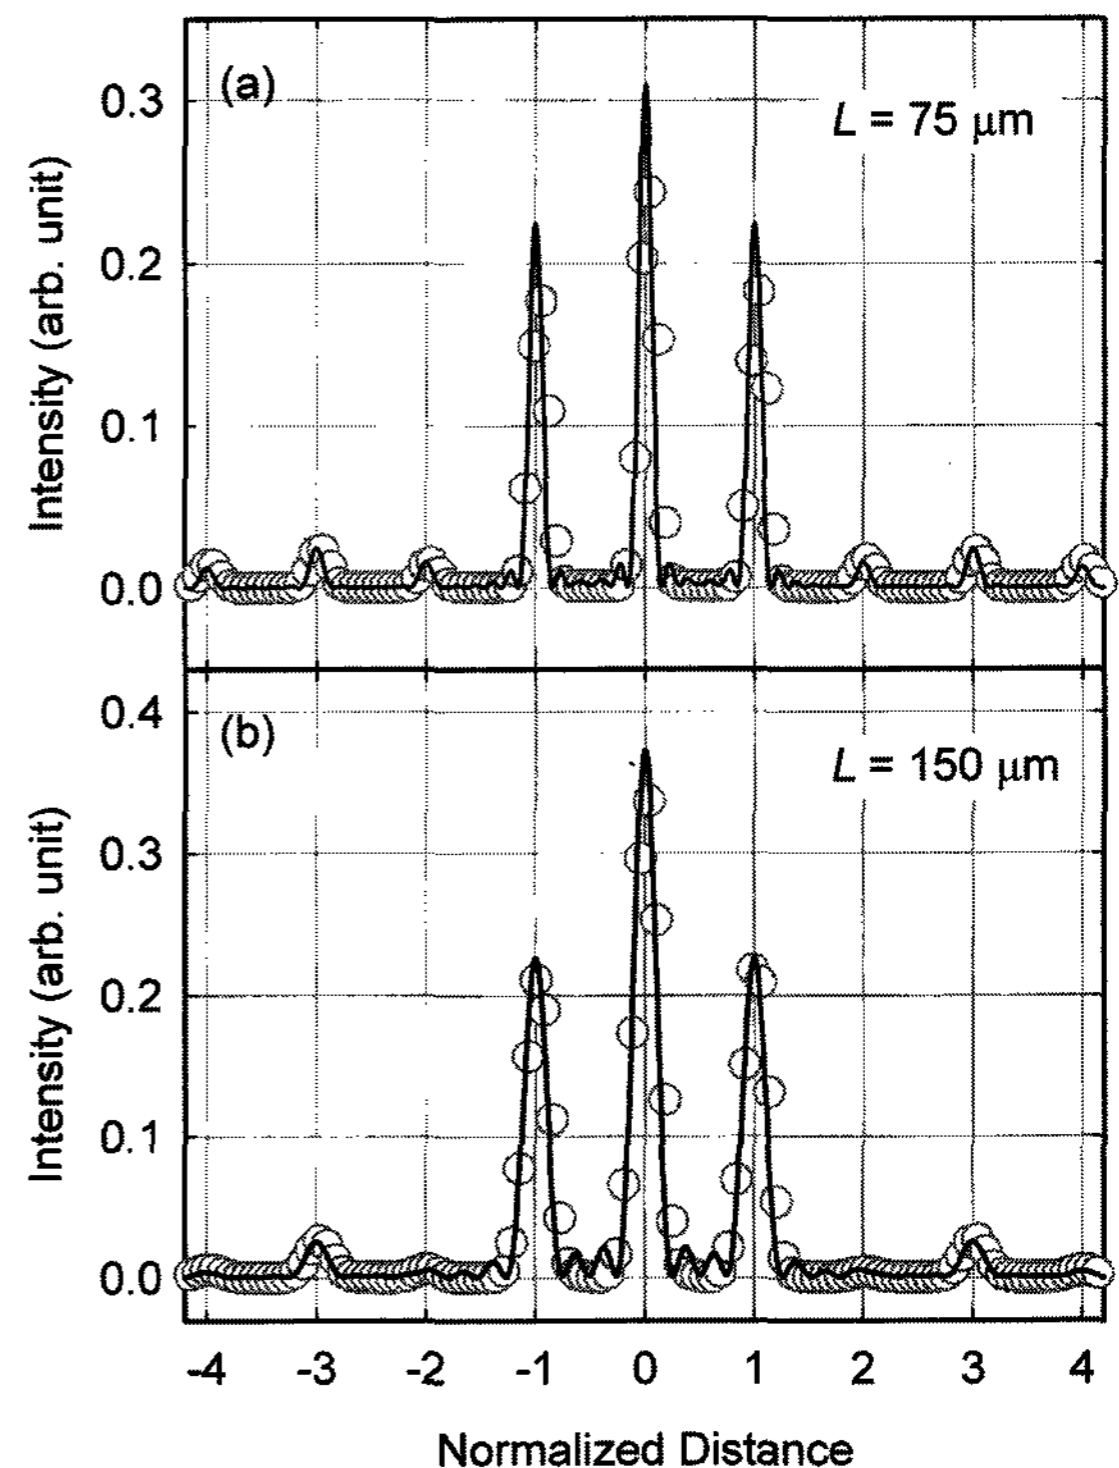 (a)
L = 75 μm
0.3
0.2
0.1
0.0
Intensity (arb. unit)
(b)
L = 150 μm
0.4
0.3
0.2
0.1
0.0
Intensity (arb. unit)
-4 -3 -2 -1 0 1 2 3 4
Normalized Distance